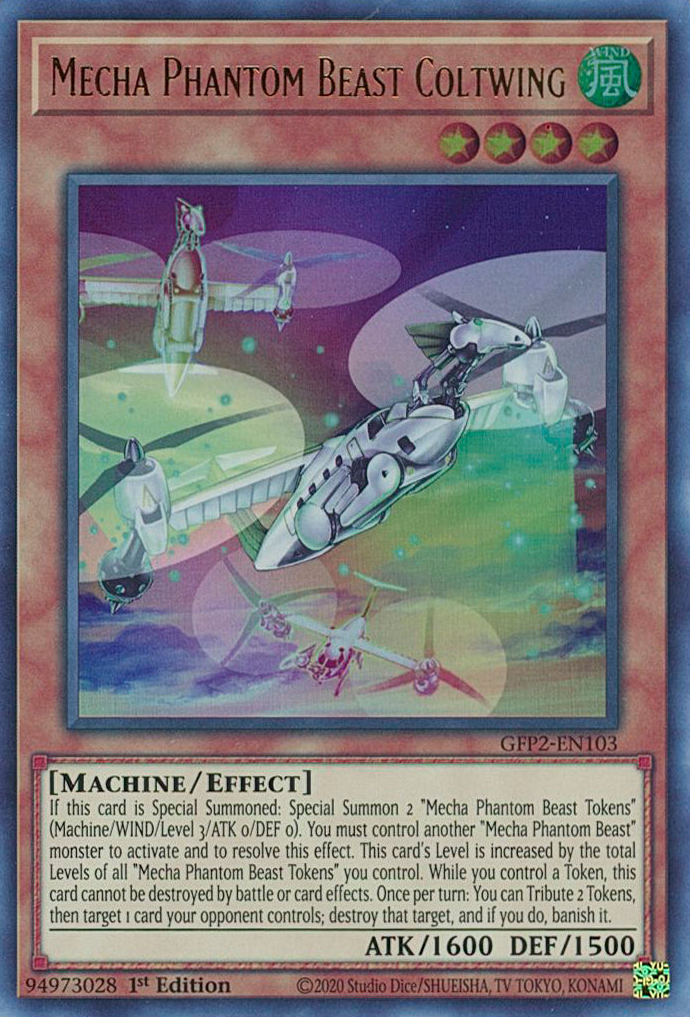 MECHA PHANTOM BEAST COLTWING
WIND
風
GFP2-EN103
[MACHINE/EFFECT]
If this card is Special Summoned: Special Summon 2 "Mecha Phantom Beast Tokens"
(Machine/WIND/Level 3/ATK 0/DEF 0). You must control another "Mecha Phantom Beast"
monster to activate and to resolve this effect. This card's Level is increased by the total
Levels of all "Mecha Phantom Beast Tokens" you control. While you control a Token, this
card cannot be destroyed by battle or card effects. Once per turn: You can Tribute 2 Tokens,
then target 1 card your opponent controls; destroy that target, and if you do, banish it.
ATK/1600 DEF/1500
94973028 1st Edition ©2020 Studio Dice/SHUEISHA, TV TOKYO, KONAMI